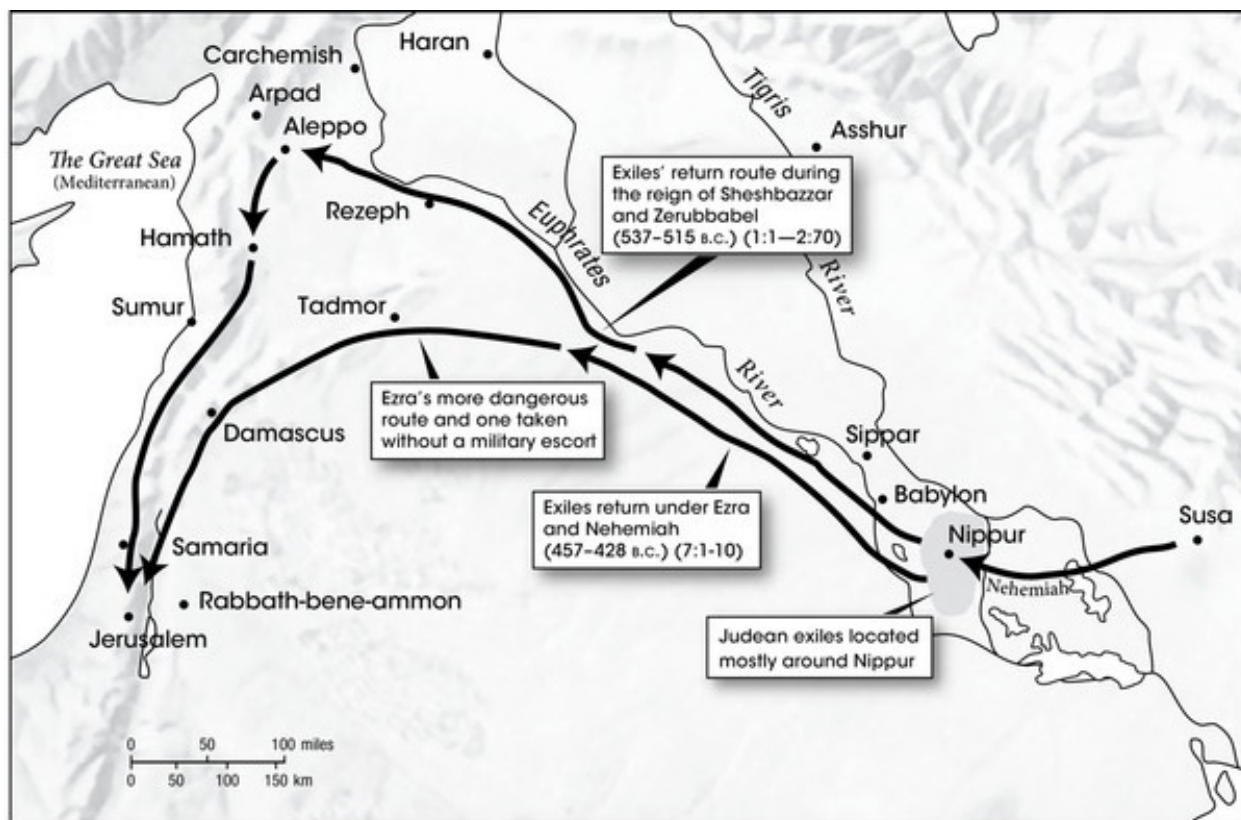 Carchemish
Haran
Arpad
Aleppo
Tigris
Asshur
The Great Sea
(Mediterranean)
Exiles' return route during
the reign of Sheshbazzar
and Zerubbabel
(537–515 B.C.) (1:1—2:70)
Rezeph
Euphrates
Hamath
River
Sumur
Tadmor
River
Ezra's more dangerous
route and one taken
without a military escort
Damascus
Sippar
Babylon
Exiles return under Ezra
and Nehemiah
(457–428 B.C.) (7:1-10)
Susa
Nippur
Samaria
Nehemiah
Rabbath-bene-ammon
Jerusalem
Judean exiles located
mostly around Nippur
0 50 100 miles
0 50 100 150 km